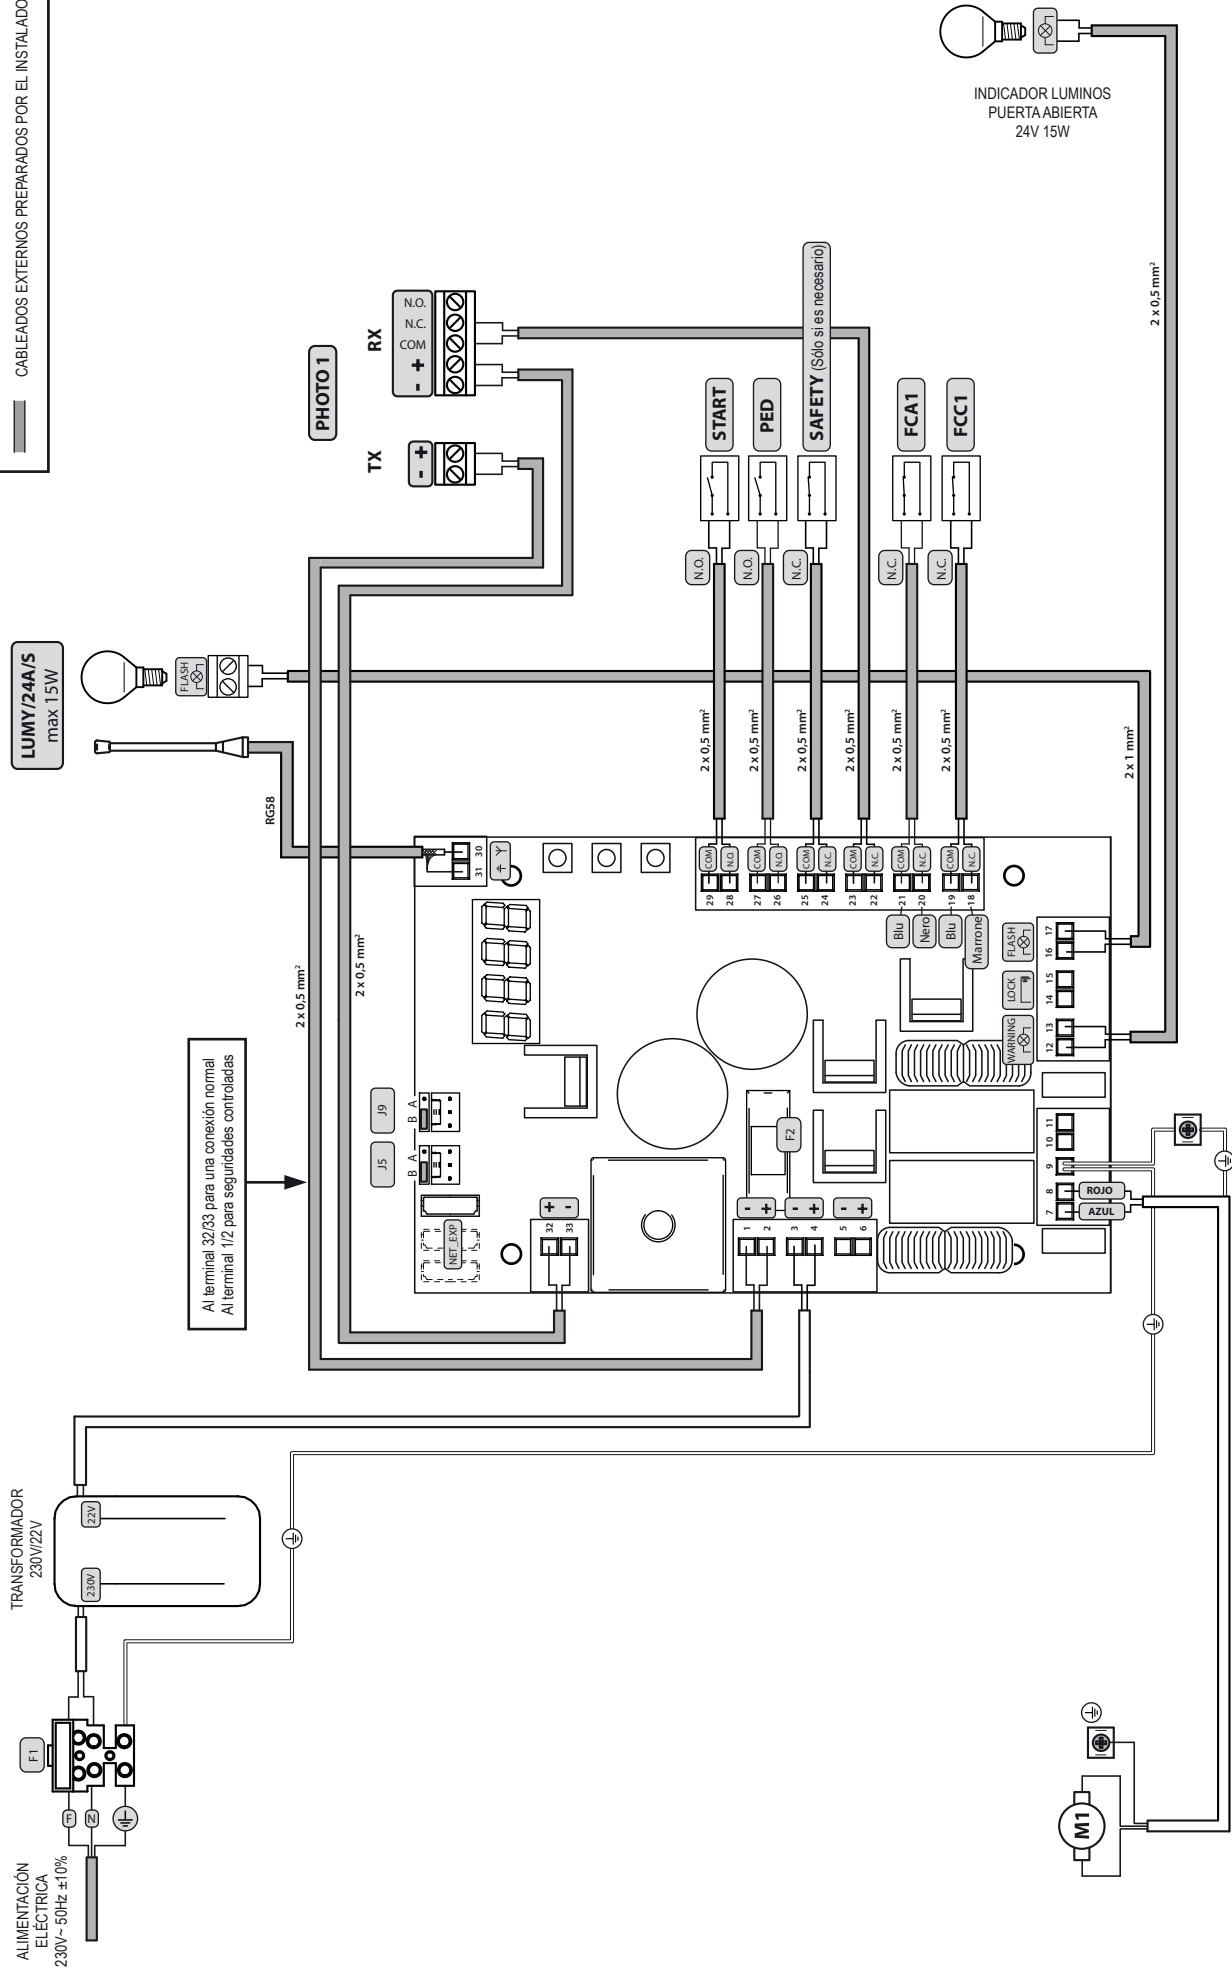 CABLEADOS EXTERNOS PREPARADOS POR EL INSTALADO
LUMY/24A/S
max 15W
FLASH
RG58
PHOTO 1
TX
- +
RX
- + COM N.C. N.O.
INDICADOR LUMINOS
PUERTA ABIERTA
24V 15W
START
PED
SAFETY (Sólo si es necesario)
FCA1
FCC1
N.O.
N.O.
N.C.
N.C.
N.C.
2 x 0,5 mm²
2 x 0,5 mm²
2 x 0,5 mm²
2 x 0,5 mm²
2 x 0,5 mm²
2 x 0,5 mm²
2 x 0,5 mm²
2 x 0,5 mm²
2 x 0,5 mm²
2 x 1 mm²
Al terminal 32/33 para una conexión normal
Al terminal 1/2 para seguridades controladas
J5
B A
J9
B A
NET_EXP
31 30
+ -
32 33
- +
1 2
- +
3 4
- +
5 6
F2
29 COM
28 N.O.
27 COM
26 N.O.
25 COM
24 N.C.
23 COM
22 N.C.
21 COM
20 N.C.
19 COM
18 N.C.
Blu
Nero
Blu
Marrone
WARNING
LOCK
FLASH
12 13 14 15 16 17
7 8 9 10 11
ROJO
AZUL
TRANSFORMADOR
230V/22V
230V
22V
F1
F
N
ALIMENTACIÓN
ELÉCTRICA
230V~ 50Hz ±10%
M1